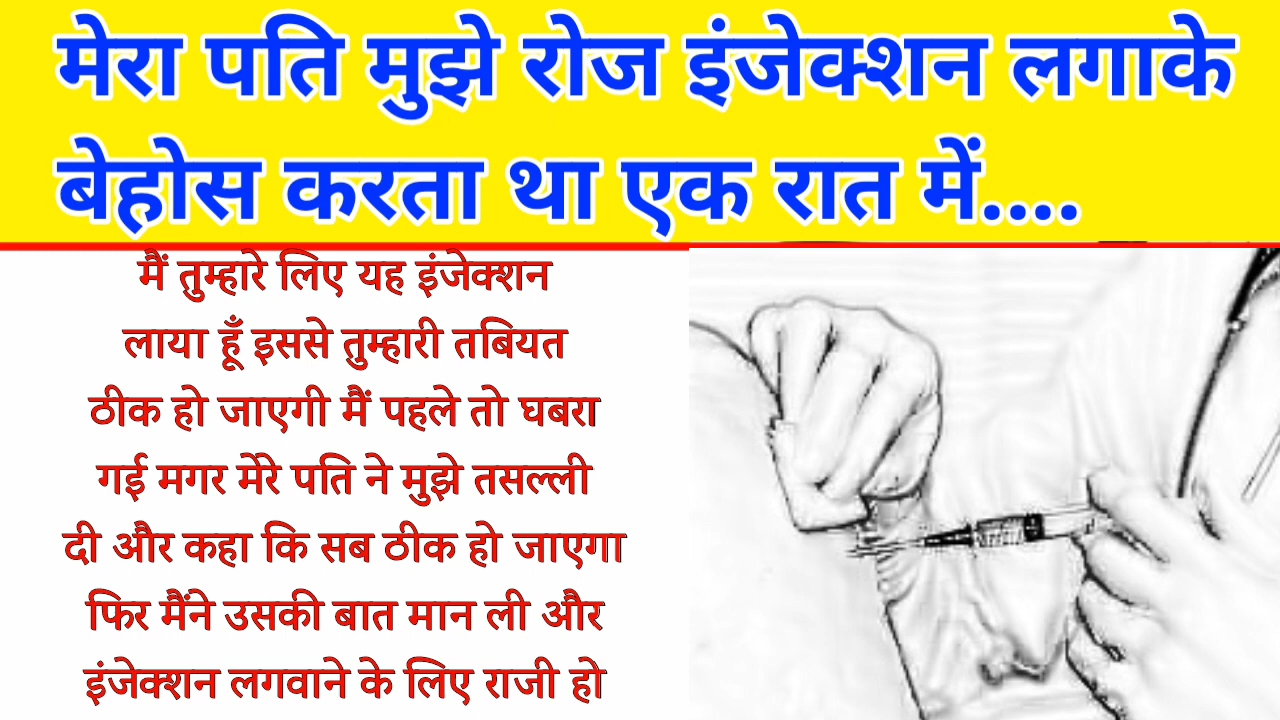 मेरा पति मुझे रोज इंजेक्शन लगाके
बेहोस करता था एक रात में....
मैं तुम्हारे लिए यह इंजेक्शन
लाया हूँ इससे तुम्हारी तबियत
ठीक हो जाएगी मैं पहले तो घबरा
गई मगर मेरे पति ने मुझे तसल्ली
दी और कहा कि सब ठीक हो जाएगा
फिर मैंने उसकी बात मान ली और
इंजेक्शन लगवाने के लिए राजी हो